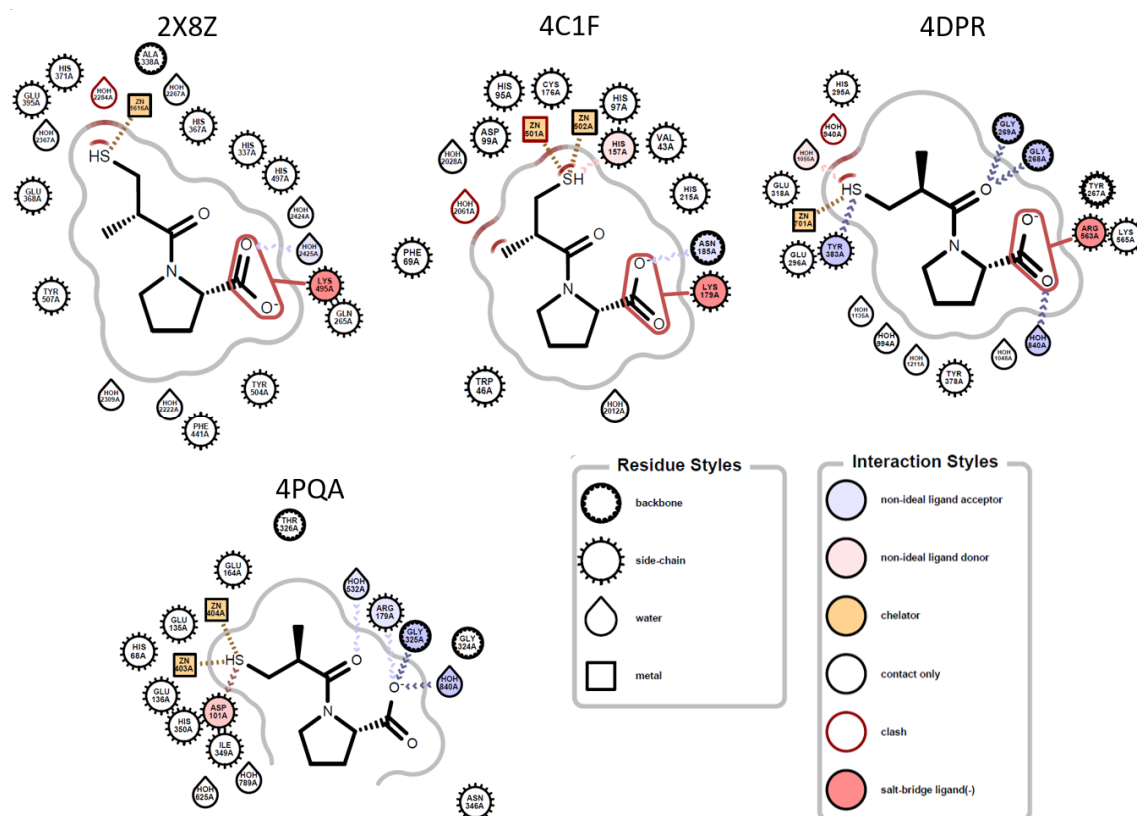 2X8Z
4C1F
4DPR
ALA
338A
HIS
371A
HOH
2284A
ZN
1616A
HOH
2267A
GLU
395A
HOH
2367A
HIS
367A
HIS
337A
HS
HIS
497A
GLU
368A
HOH
2424A
O
O
HOH
2425A
N
O-
LYS
495A
GLN
265A
TYR
507A
TYR
504A
HOH
2309A
HOH
2222A
PHE
441A
HIS
95A
CYS
176A
HIS
97A
ZN
501A
ZN
502A
ASP
99A
HIS
157A
VAL
43A
HOH
2028A
SH
HIS
215A
HOH
2061A
PHE
69A
O
O-
ASN
185A
N
O
LYS
179A
TRP
46A
HOH
2012A
HIS
295A
HOH
940A
GLY
269A
HOH
1055A
GLY
268A
GLU
318A
HS
O
TYR
267A
ZN
701A
O-
ARG
563A
LYS
565A
GLU
296A
TYR
383A
N
O
HOH
1135A
HOH
994A
HOH
1211A
HOH
1048A
HOH
840A
TYR
378A
4PQA
THR
326A
GLU
164A
HOH
532A
ZN
404A
ARG
179A
GLU
135A
GLY
325A
GLY
324A
HIS
68A
ZN
403A
HS
O
O-
HOH
840A
GLU
136A
ASP
101A
N
HIS
350A
O
ILE
349A
HOH
625A
HOH
789A
ASN
346A
Residue Styles
backbone
side-chain
water
metal
Interaction Styles
non-ideal ligand acceptor
non-ideal ligand donor
chelator
contact only
clash
salt-bridge ligand(-)